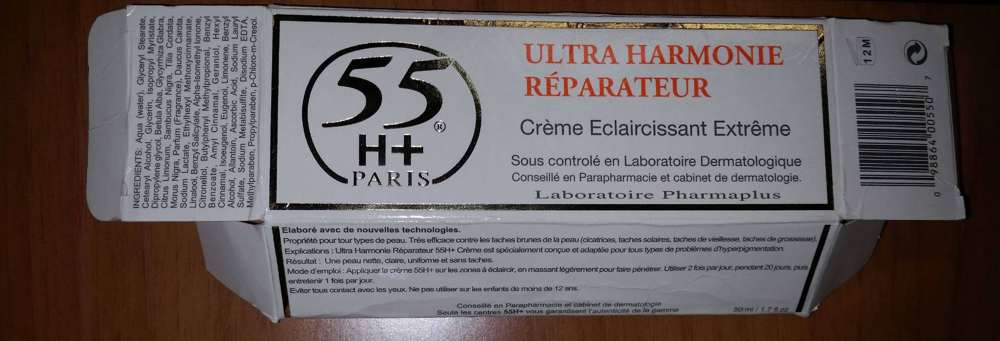 INGREDIENTS: Aqua (water), Glyceryl Stearate,
Cetearyl Alcohol, Glycerin, Isopropyl Myristate,
Dipropylene glycol, Betula Alba, Glycyrrhiza Glabra,
Citrus Limonum, Sambucus Nigra, Tilia Cordata,
Morus Nigra, Parfum (Fragrance), Daucus Carota,
Sodium Lactate, Ethylhexyl Methoxycinnamate,
Linalool, Benzyl Salicylate, Alpha-Isomethyl Ionone,
Citronellol, Butylphenyl Methylpropional, Benzyl
Benzoate, Amyl Cinnamal, Geraniol, Hexyl
Cinnamal, Isoeugenol, Eugenol, Limonene, Benzyl
Alcohol, Allantoin, Ascorbic Acid, Sodium Lauryl
Sulfate, Sodium Metabisulfite, Disodium EDTA,
Methylparaben, Propylparaben, p-Chloro-m-Cresol.
55®
H+
PARIS
ULTRA HARMONIE
RÉPARATEUR
Crème Eclaircissant Extrême
Sous controlé en Laboratoire Dermatologique
Conseillé en Parapharmacie et cabinet de dermatologie.
Laboratoire Pharmaplus
12 M
0 98864 00550 7
Elaboré avec de nouvelles technologies.
Propriété pour tour types de peau. Très efficace contre les taches brunes de la peau (cicatrices, taches solaires, taches de vieillesse, taches de grossesse).
Explications : Ultra Harmonie Réparateur 55H+ Crème est spécialement conçue et adaptée pour tous types de problèmes d'hyperpigmentation.
Résultat : Une peau nette, claire, uniforme et sans taches.
Mode d'emploi : Appliquer la crème 55H+ sur les zones à éclaircir, en massant légèrement pour faire pénétrer. Utiliser 2 fois par jour, pendant 20 jours, puis
entretenir 1 fois par jour.
Eviter tous contact avec les yeux. Ne pas utiliser sur les enfants de moins de 12 ans.
Conseillé en Parapharmacie et cabinet de dermatologie
Seule les centres 55H+ vous garantisent l'autenticité de la gamme
50 ml / 1.7 fl.oz